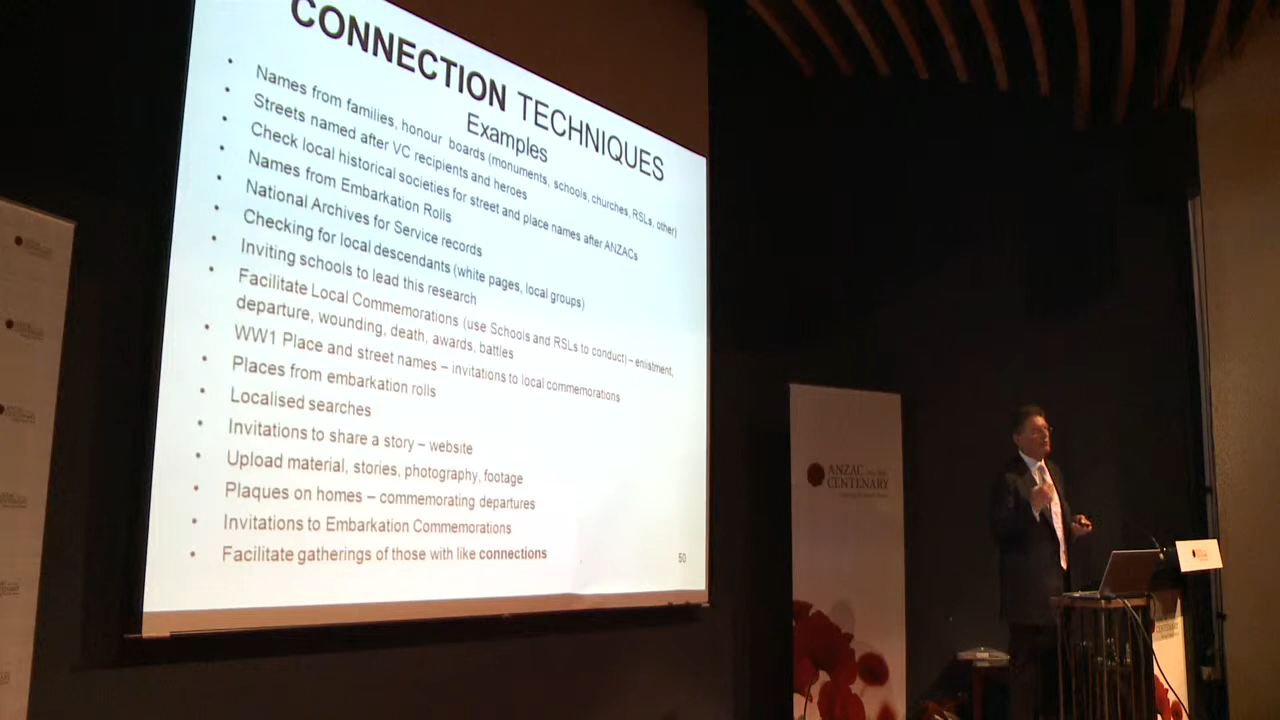 CONNECTION TECHNIQUES
Examples
• Names from families, honour boards (monuments, schools, churches, RSLs, other)
• Streets named after VC recipients and heroes
• Check local historical societies for street and place names after ANZACs
• Names from Embarkation Rolls
• National Archives for Service records
• Checking for local descendants (white pages, local groups)
• Inviting schools to lead this research
• Facilitate Local Commemorations (use Schools and RSLs to conduct) – enlistment,
departure, wounding, death, awards, battles
• WW1 Place and street names – invitations to local commemorations
• Places from embarkation rolls
• Localised searches
• Invitations to share a story – website
• Upload material, stories, photography, footage
• Plaques on homes – commemorating departures
• Invitations to Embarkation Commemorations
• Facilitate gatherings of those with like connections
50
ANZAC
CENTENARY
CENTENARY